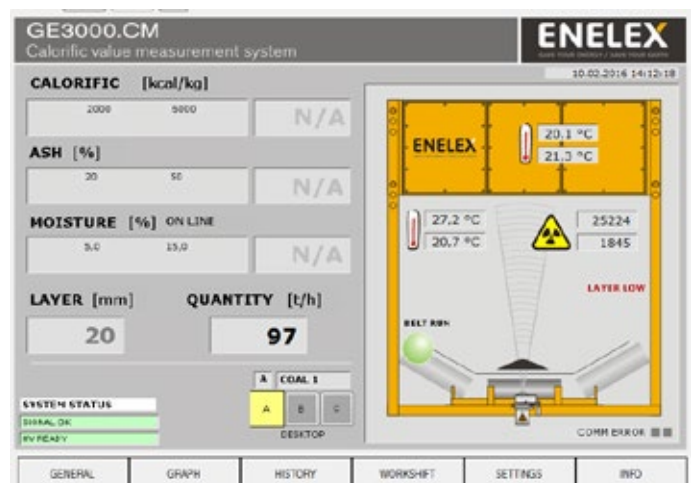 GE3000.CM
Calorific value measurement system
ENELEX
10.02.2016 14:12:18
CALORIFIC [kcal/kg]
2000 5000
N/A
ASH [%]
20 50
N/A
MOISTURE [%] ON LINE
5,0 15,0
N/A
LAYER [mm] QUANTITY [t/h]
20 97
A COAL 1
A B C
DESKTOP
SYSTEM STATUS
SIGNAL OK
HV READY
ENELEX
20.1 °C
21.3 °C
27.2 °C
20.7 °C
25224
1845
LAYER LOW
BELT RUN
COMM ERROR
GENERAL GRAPH HISTORY WORKSHIFT SETTINGS INFO